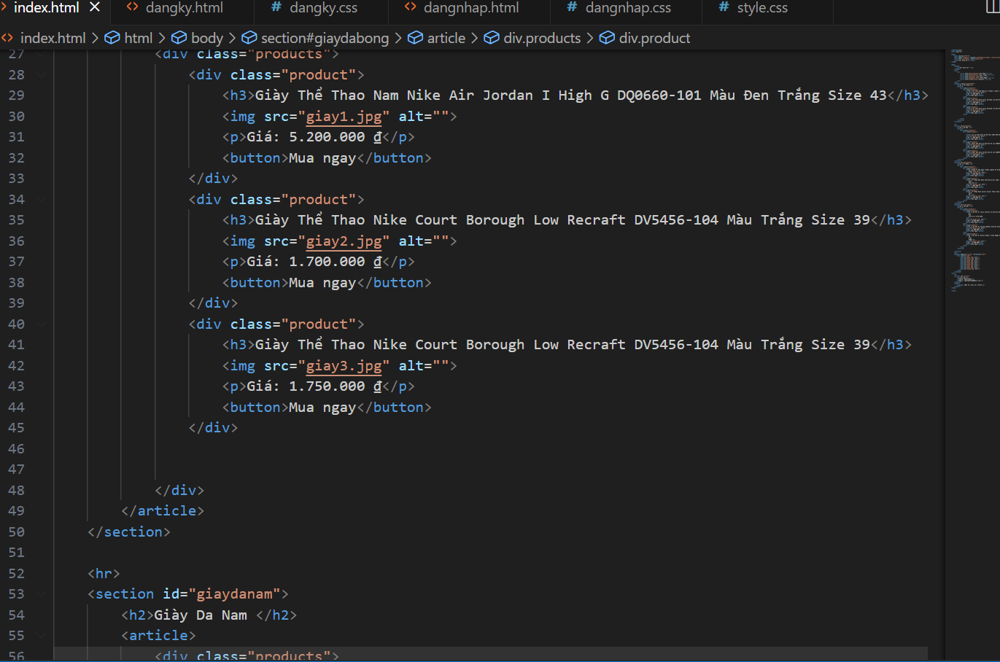 index.html dangky.html dangky.css dangnhap.html dangnhap.css style.css
index.html html body section#giaydabong article div.products div.product
27 <div class="products">
28 <div class="product">
29 <h3>Giày Thể Thao Nam Nike Air Jordan I High G DQ0660-101 Màu Đen Trắng Size 43</h3>
30 <img src="giay1.jpg" alt="">
31 <p>Giá: 5.200.000 ₫</p>
32 <button>Mua ngay</button>
33 </div>
34 <div class="product">
35 <h3>Giày Thể Thao Nike Court Borough Low Recraft DV5456-104 Màu Trắng Size 39</h3>
36 <img src="giay2.jpg" alt="">
37 <p>Giá: 1.700.000 ₫</p>
38 <button>Mua ngay</button>
39 </div>
40 <div class="product">
41 <h3>Giày Thể Thao Nike Court Borough Low Recraft DV5456-104 Màu Trắng Size 39</h3>
42 <img src="giay3.jpg" alt="">
43 <p>Giá: 1.750.000 ₫</p>
44 <button>Mua ngay</button>
45 </div>
46
47
48 </div>
49 </article>
50 </section>
51
52 <hr>
53 <section id="giaydanam">
54 <h2>Giày Da Nam </h2>
55 <article>
56 <div class="products">